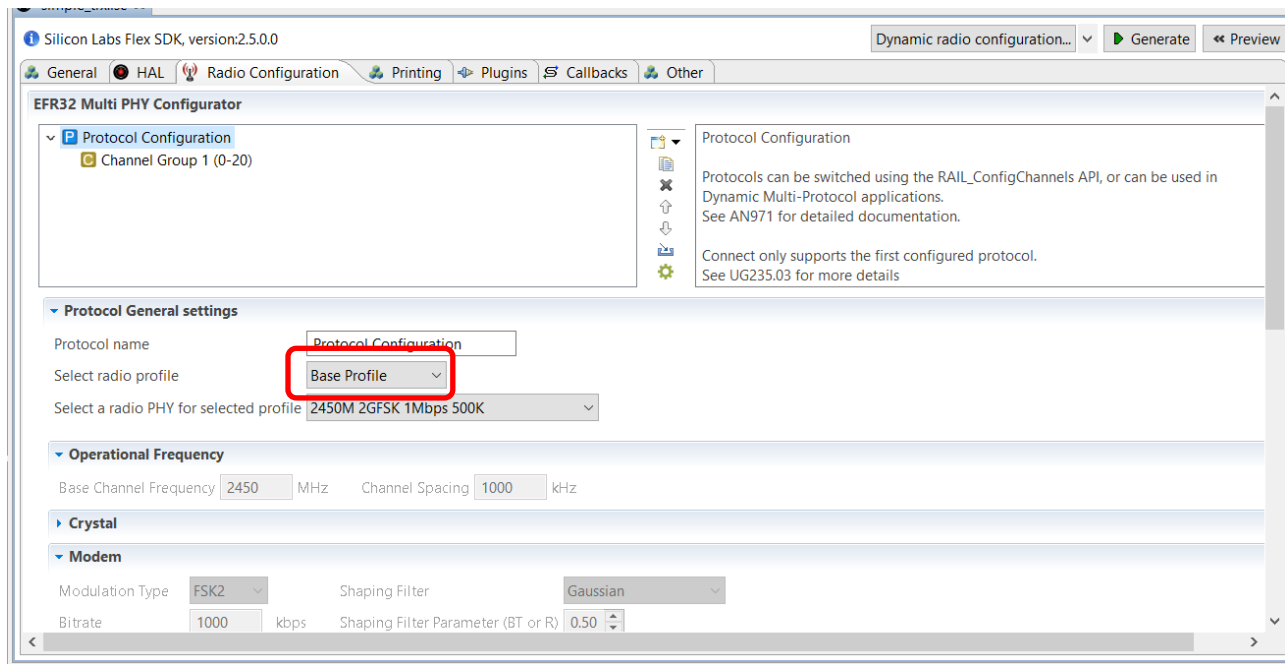 Silicon Labs Flex SDK, version:2.5.0.0
Dynamic radio configuration... Generate Preview
General HAL Radio Configuration Printing Plugins Callbacks Other
EFR32 Multi PHY Configurator
P Protocol Configuration
C Channel Group 1 (0-20)
Protocol Configuration
Protocols can be switched using the RAIL_ConfigChannels API, or can be used in
Dynamic Multi-Protocol applications.
See AN971 for detailed documentation.
Connect only supports the first configured protocol.
See UG235.03 for more details
Protocol General settings
Protocol name Protocol Configuration
Select radio profile Base Profile
Select a radio PHY for selected profile 2450M 2GFSK 1Mbps 500K
Operational Frequency
Base Channel Frequency 2450 MHz Channel Spacing 1000 kHz
Crystal
Modem
Modulation Type FSK2 Shaping Filter Gaussian
Bitrate 1000 kbps Shaping Filter Parameter (BT or R) 0.50